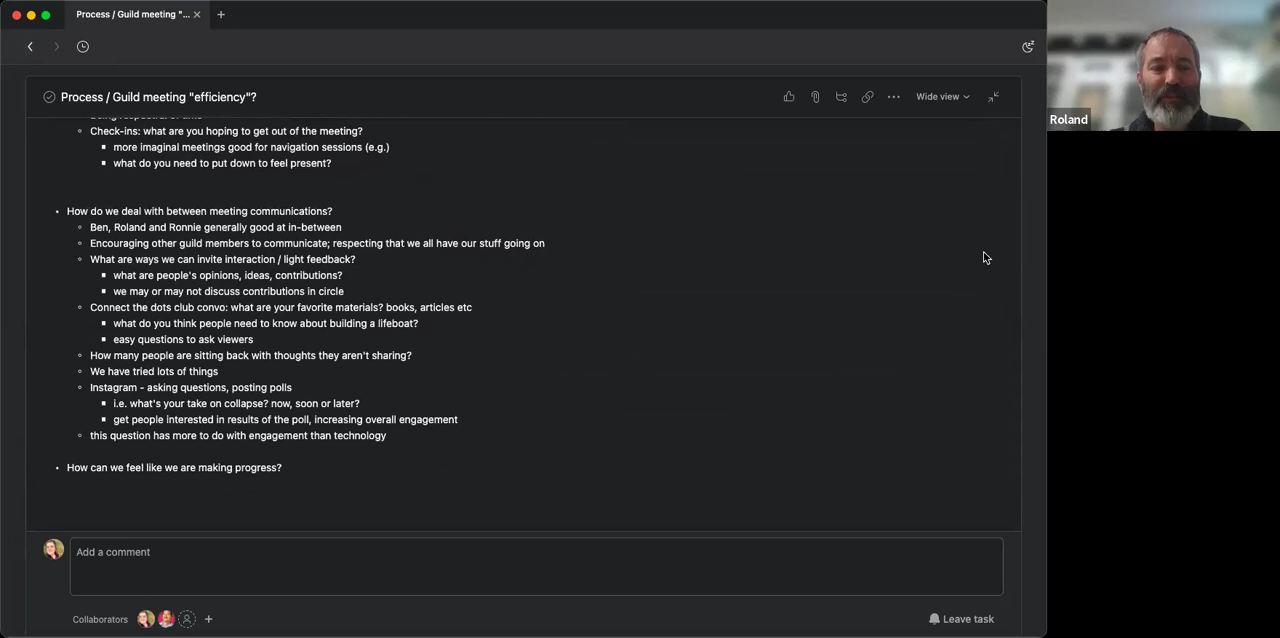 Process / Guild meeting "...
Process / Guild meeting "efficiency"?
Wide view
Roland
Check-ins: what are you hoping to get out of the meeting?
more imaginal meetings good for navigation sessions (e.g.)
what do you need to put down to feel present?
How do we deal with between meeting communications?
Ben, Roland and Ronnie generally good at in-between
Encouraging other guild members to communicate; respecting that we all have our stuff going on
What are ways we can invite interaction / light feedback?
what are people's opinions, ideas, contributions?
we may or may not discuss contributions in circle
Connect the dots club convo: what are your favorite materials? books, articles etc
what do you think people need to know about building a lifeboat?
easy questions to ask viewers
How many people are sitting back with thoughts they aren't sharing?
We have tried lots of things
Instagram - asking questions, posting polls
i.e. what's your take on collapse? now, soon or later?
get people interested in results of the poll, increasing overall engagement
this question has more to do with engagement than technology
How can we feel like we are making progress?
Add a comment
Collaborators
Leave task